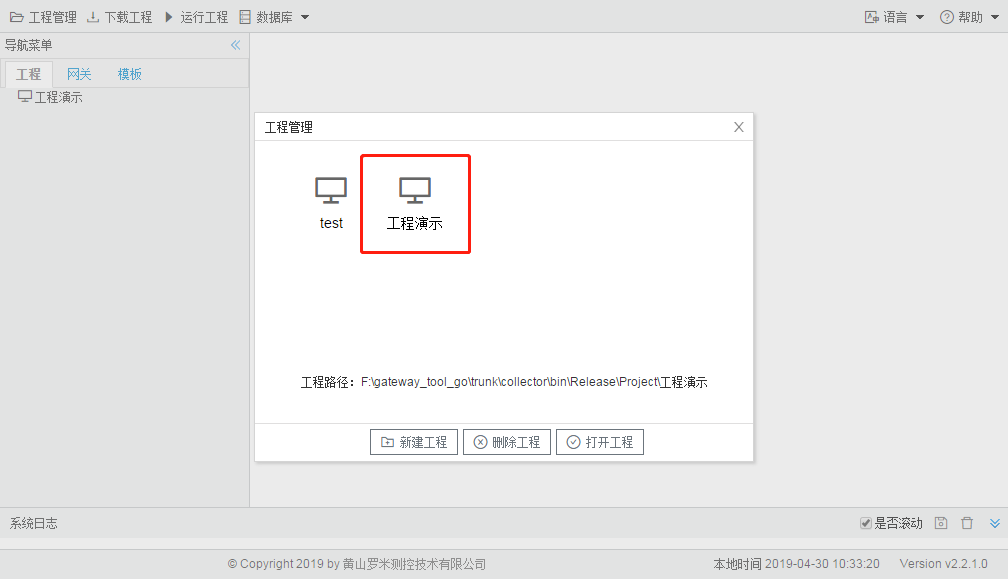 工程管理 下载工程 运行工程 数据库 语言 帮助
导航菜单
工程 网关 模板
工程演示
工程管理
test 工程演示
工程路径：F:\gateway_tool_go\trunk\collector\bin\Release\Project\工程演示
新建工程 删除工程 打开工程
系统日志 是否滚动
© Copyright 2019 by 黄山罗米测控技术有限公司 本地时间 2019-04-30 10:33:20 Version v2.2.1.0